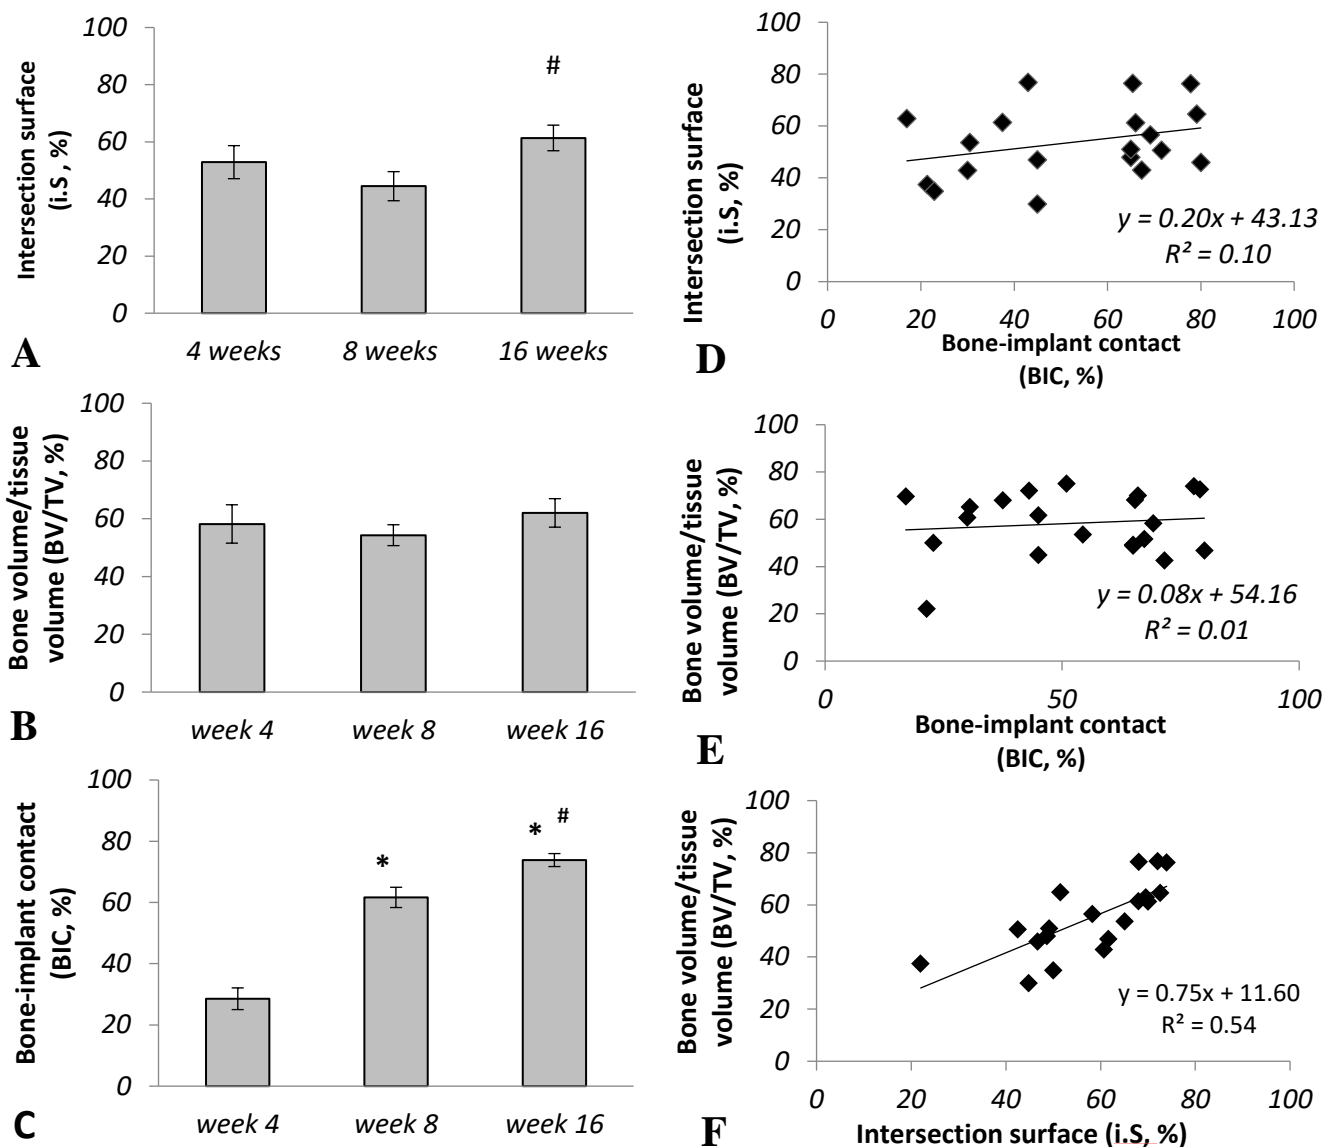 Intersection surface
(i.S , %)
100
80
60
40
20
0
#
4 weeks
8 weeks
16 weeks
A
Bone volume/tissue
volume (BV/TV, %)
100
80
60
40
20
0
week 4
week 8
week 16
B
Bone-implant contact
(BIC, %)
100
80
60
40
20
0
*
* #
week 4
week 8
week 16
C
Intersection surface
(i.S, %)
100
80
60
40
20
0
y = 0.20x + 43.13
R² = 0.10
0
20
40
60
80
100
Bone-implant contact
(BIC, %)
D
Bone volume/tissue
volume (BV/TV, %)
100
80
60
40
20
0
y = 0.08x + 54.16
R² = 0.01
0
50
100
Bone-implant contact
(BIC, %)
E
Bone volume/tissue
volume (BV/TV, %)
100
80
60
40
20
0
y = 0.75x + 11.60
R² = 0.54
0
20
40
60
80
100
Intersection surface (i.S, %)
F